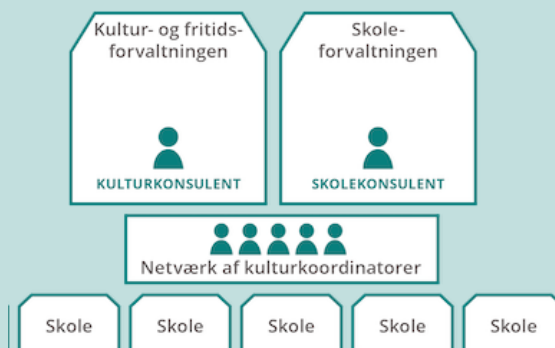 Kultur- og fritids-
forvaltningen
KULTURKONSULENT
Skole-
forvaltningen
SKOLEKONSULENT
Netværk af kulturkoordinatorer
Skole
Skole
Skole
Skole
Skole